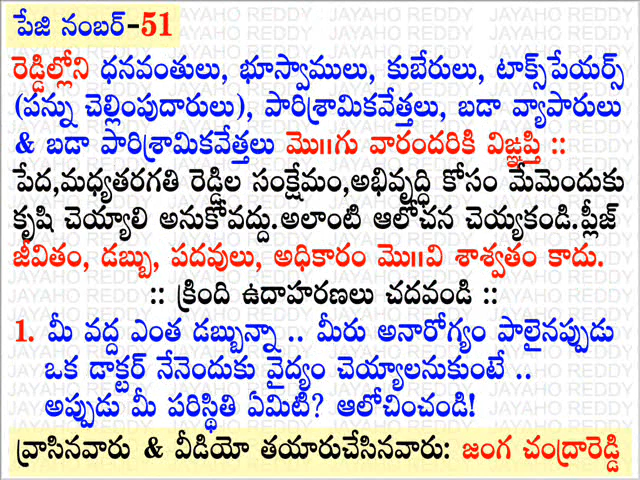 పేజి నంబర్-51
రెడ్డిల్లోని ధనవంతులు, భూస్వాములు, కుబేరులు, టాక్స్‌పేయర్స్
(పన్ను చెల్లింపుదారులు), పారిశ్రామికవేత్తలు, బడా వ్యాపారులు
& బడా పారిశ్రామికవేత్తలు మొ॥గు వారందరికి విజ్ఞప్తి ::
పేద,మధ్యతరగతి రెడ్డిల సంక్షేమం,అభివృద్ధి కోసం మేమెందుకు
కృషి చెయ్యాలి అనుకోవద్దు.అలాంటి ఆలోచన చెయ్యకండి.ప్లీజ్
జీవితం, డబ్బు, పదవులు, అధికారం మొ॥వి శాశ్వతం కాదు.
:: క్రింది ఉదాహరణలు చదవండి ::
1. మీ వద్ద ఎంత డబ్బున్నా .. మీరు అనారోగ్యం పాలైనప్పుడు
ఒక డాక్టర్ నేనెందుకు వైద్యం చెయ్యాలనుకుంటే ..
అప్పుడు మీ పరిస్థితి ఏమిటి? ఆలోచించండి!
వ్రాసినవారు & వీడియో తయారుచేసినవారు: జంగ చంద్రారెడ్డి
JAYAHO REDDY